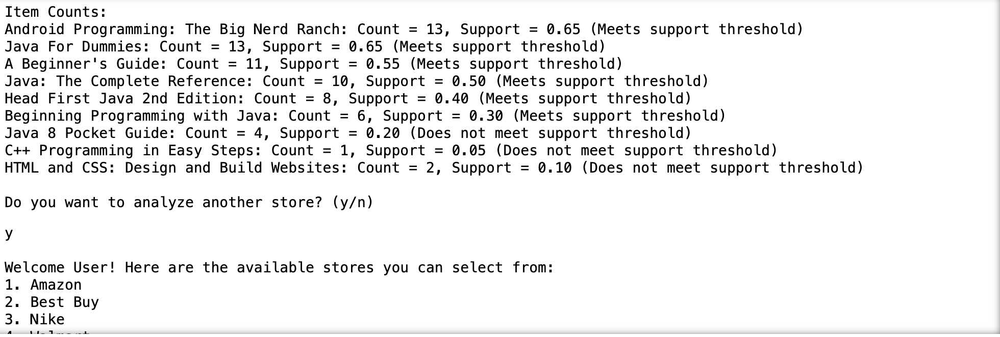 Item Counts:
Android Programming: The Big Nerd Ranch: Count = 13, Support = 0.65 (Meets support threshold)
Java For Dummies: Count = 13, Support = 0.65 (Meets support threshold)
A Beginner's Guide: Count = 11, Support = 0.55 (Meets support threshold)
Java: The Complete Reference: Count = 10, Support = 0.50 (Meets support threshold)
Head First Java 2nd Edition: Count = 8, Support = 0.40 (Meets support threshold)
Beginning Programming with Java: Count = 6, Support = 0.30 (Meets support threshold)
Java 8 Pocket Guide: Count = 4, Support = 0.20 (Does not meet support threshold)
C++ Programming in Easy Steps: Count = 1, Support = 0.05 (Does not meet support threshold)
HTML and CSS: Design and Build Websites: Count = 2, Support = 0.10 (Does not meet support threshold)
Do you want to analyze another store? (y/n)
y
Welcome User! Here are the available stores you can select from:
1. Amazon
2. Best Buy
3. Nike